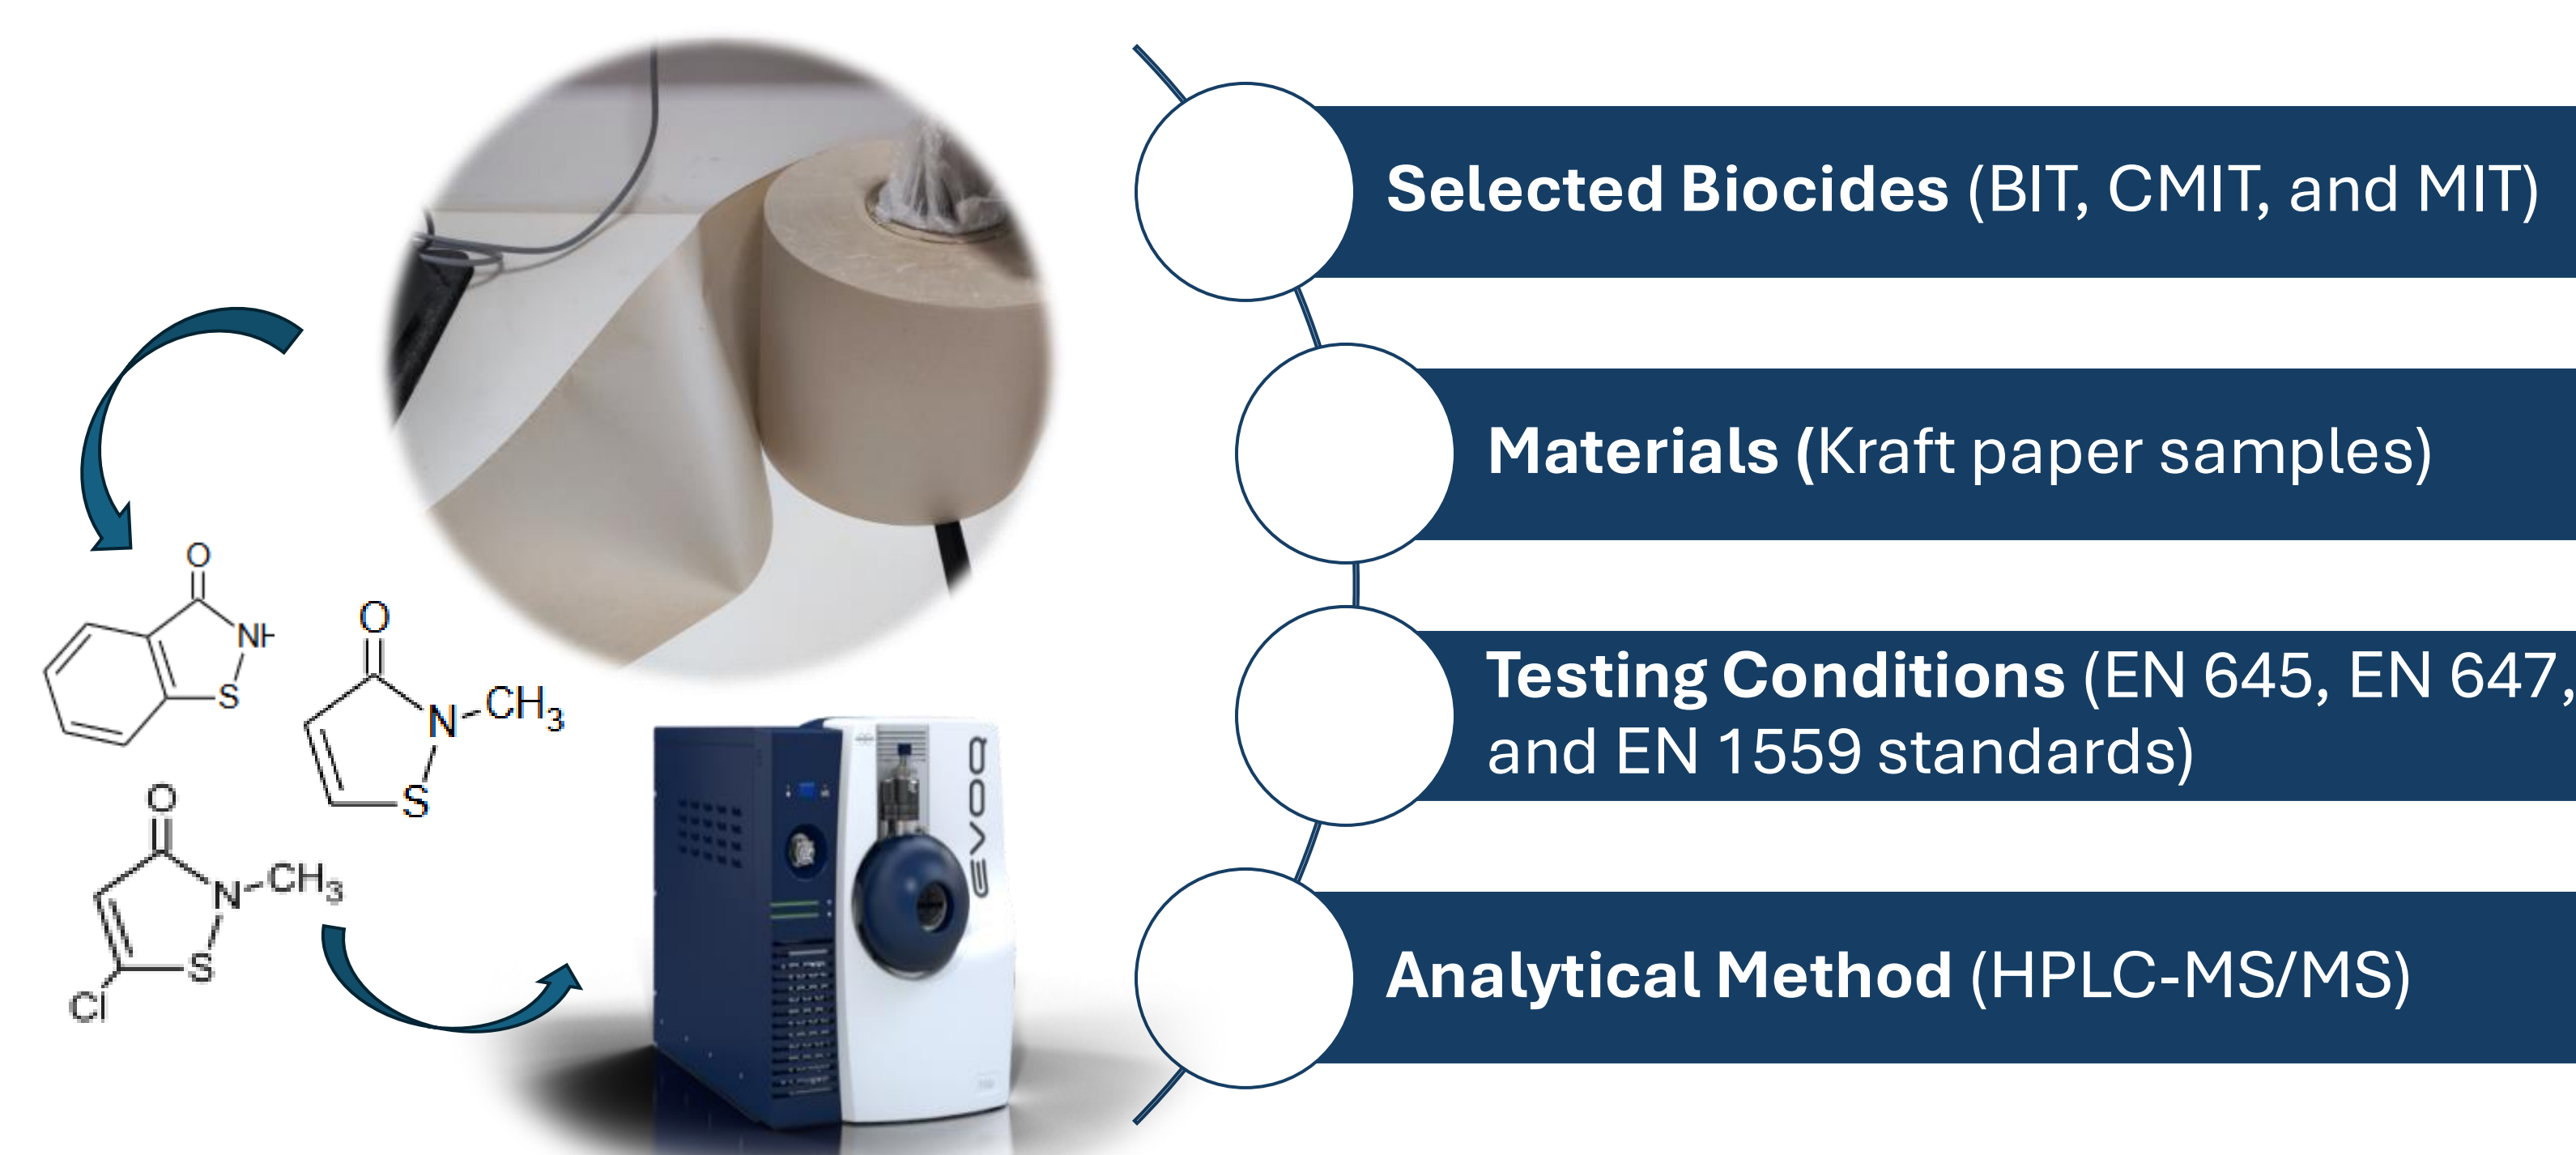 Selected Biocides (BIT, CMIT, and MIT)
Materials (Kraft paper samples)
Testing Conditions (EN 645, EN 647,
and EN 1559 standards)
Analytical Method (HPLC-MS/MS)
O
NH
S
O
N-CH3
S
O
N-CH3
S
Cl
EVOQ